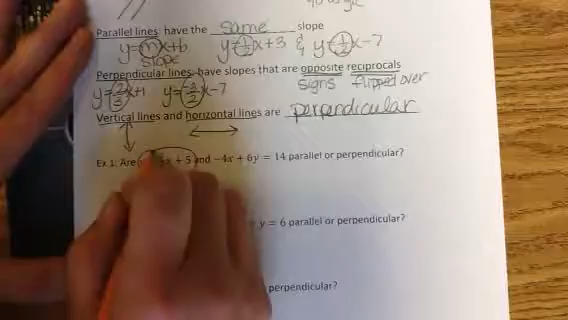 Parallel lines: have the same slope
y=mx+b y=½x+3 & y=½x-7
slope
Perpendicular lines: have slopes that are opposite reciprocals
signs flipped over
y=2/3x+1 y=-3/2x-7
Vertical lines and horizontal lines are perpendicular
Ex 1: Are x + 5 and −4x + 6y = 14 parallel or perpendicular?
y = 6 parallel or perpendicular?
perpendicular?